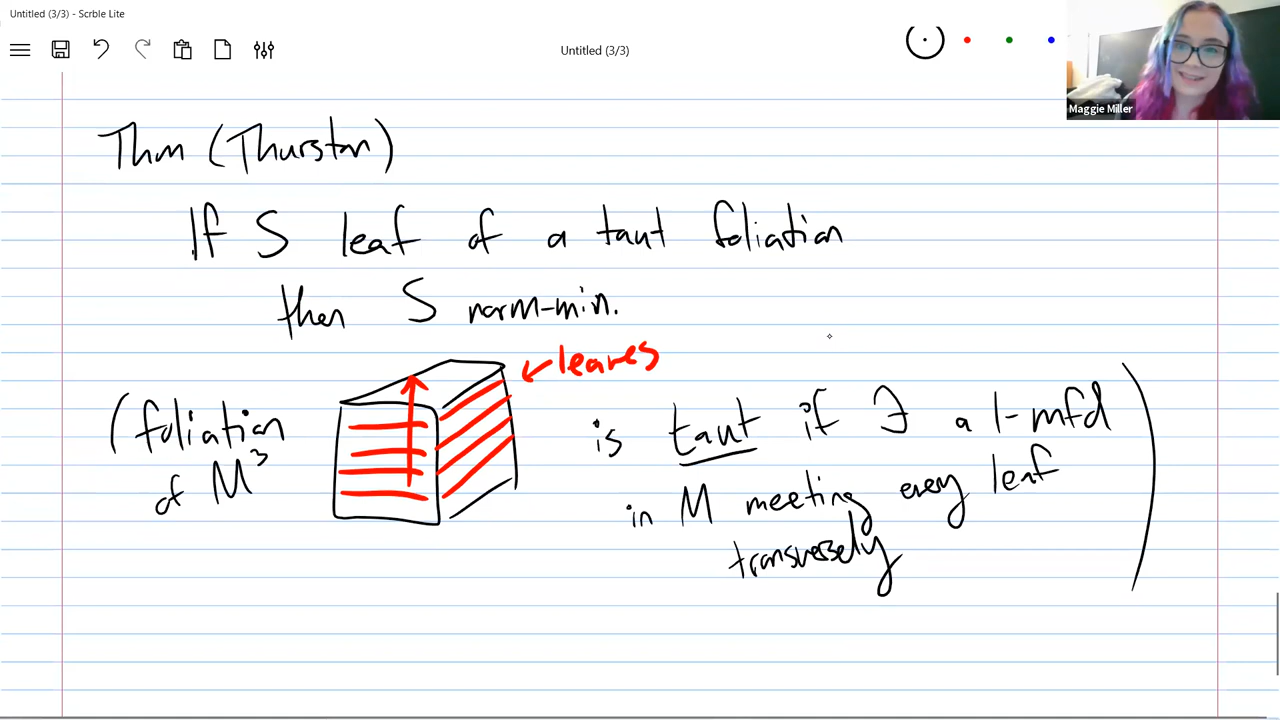 Untitled (3/3) - Scrble Lite
Untitled (3/3)
Maggie Miller
Thm (Thurston)
If S leaf of a taut foliation
then S norm-min.
← leaves
(foliation of M³
is taut if ∃ a 1-mfd
in M meeting every leaf
transversely)